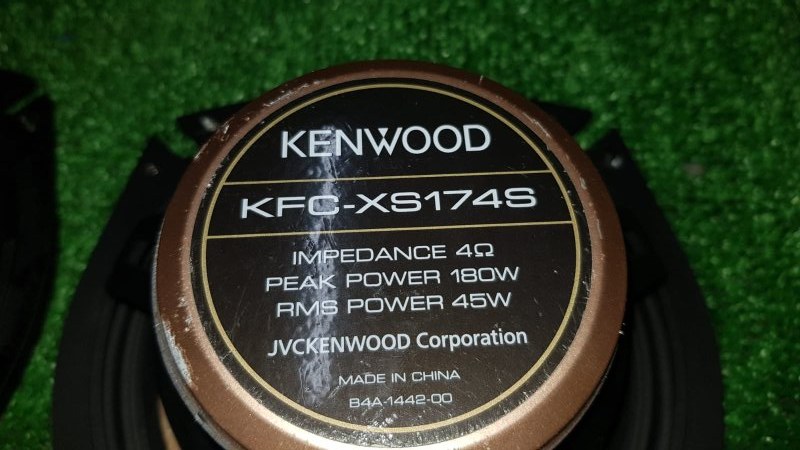 KENWOOD
KFC-XS174S
IMPEDANCE 4Ω
PEAK POWER 180W
RMS POWER 45W
JVCKENWOOD Corporation
MADE IN CHINA
B4A-1442-00